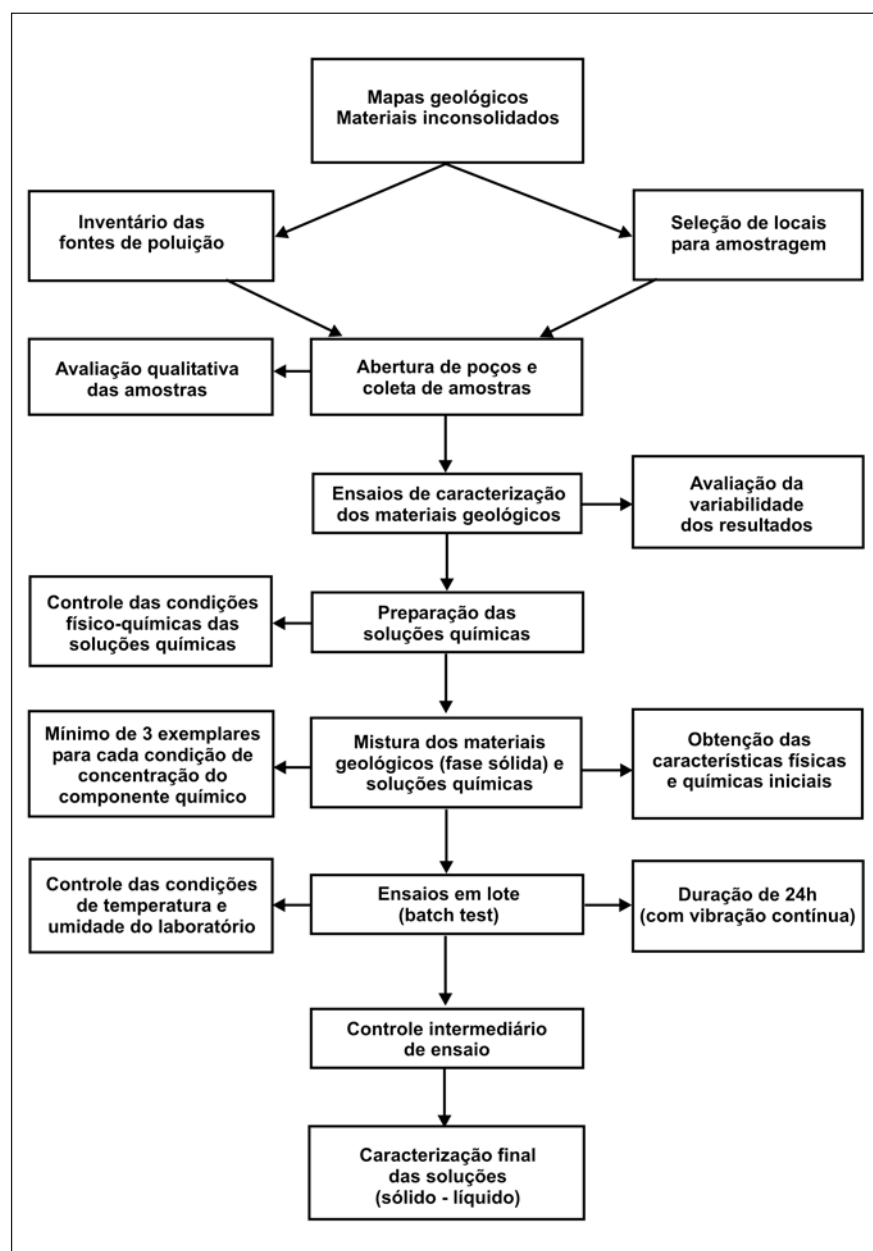 Mapas geológicos
Materiais inconsolidados
Inventário das
fontes de poluição
Seleção de locais
para amostragem
Avaliação qualitativa
das amostras
Abertura de poços e
coleta de amostras
Ensaios de caracterização
dos materiais geológicos
Avaliação da
variabilidade
dos resultados
Controle das condições
físico-químicas das
soluções químicas
Preparação das
soluções químicas
Mínimo de 3 exemplares
para cada condição de
concentração do
componente químico
Mistura dos materiais
geológicos (fase sólida) e
soluções químicas
Obtenção das
características físicas
e químicas iniciais
Controle das condições
de temperatura e
umidade do laboratório
Ensaios em lote
(batch test)
Duração de 24h
(com vibração contínua)
Controle intermediário
de ensaio
Caracterização final
das soluções
(sólido - líquido)